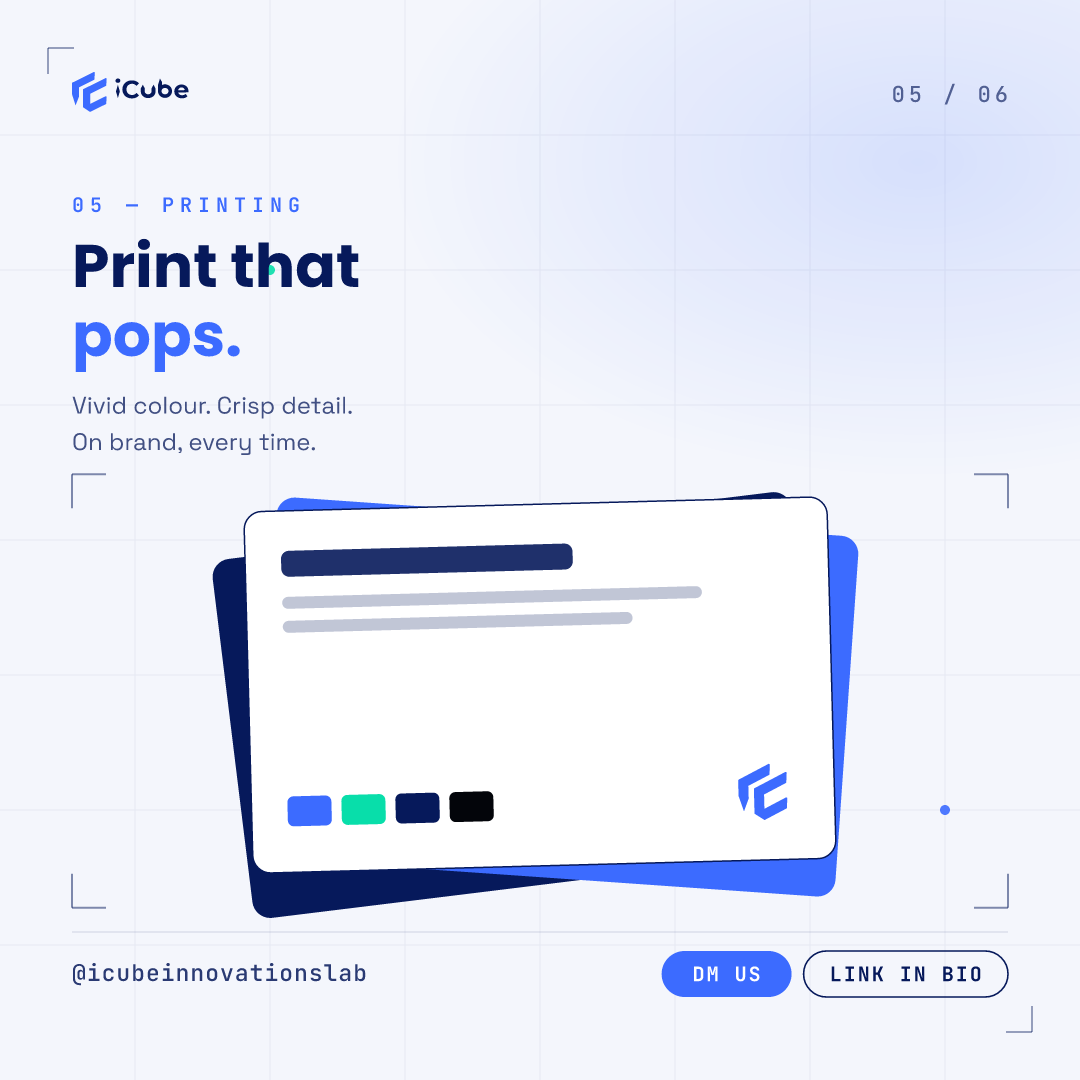 iCube
05 / 06
05 — PRINTING
Print that
pops.
Vivid colour. Crisp detail.
On brand, every time.
@icubeinnovationslab
DM US
LINK IN BIO